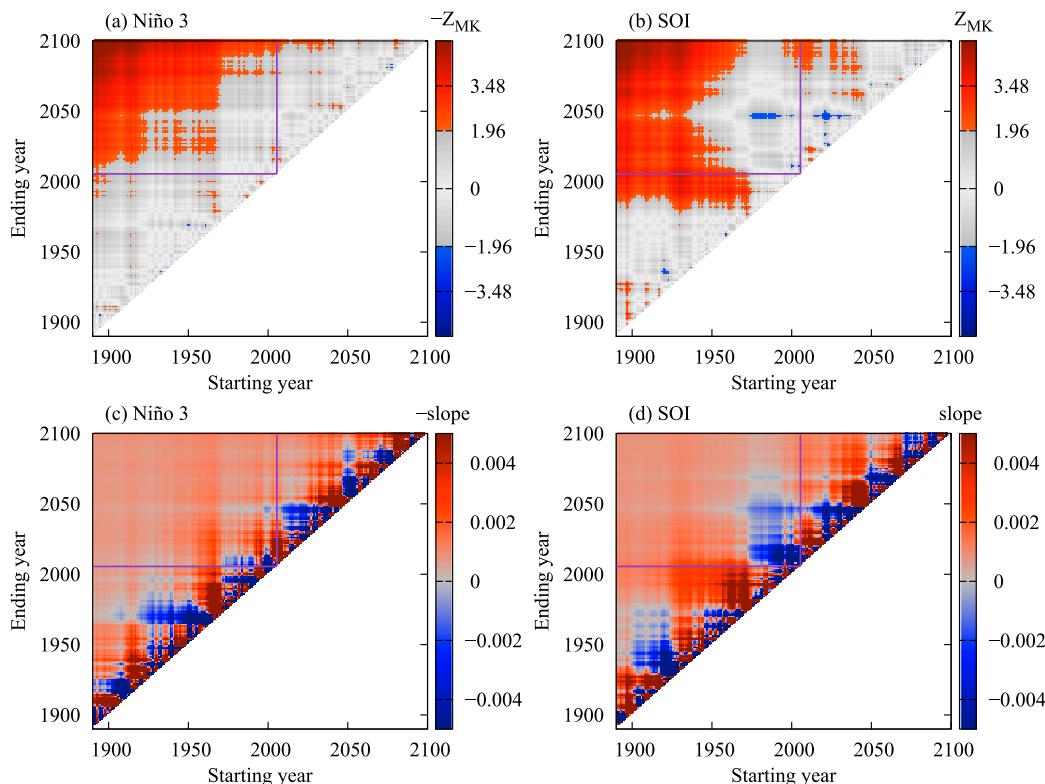 (a) Niño 3
−Z_MK
(b) SOI
Z_MK
2100
2050
2000
1950
1900
Ending year
3.48
1.96
0
−1.96
−3.48
2100
2050
2000
1950
1900
Ending year
3.48
1.96
0
−1.96
−3.48
1900 1950 2000 2050 2100
Starting year
1900 1950 2000 2050 2100
Starting year
(c) Niño 3
−slope
(d) SOI
slope
2100
2050
2000
1950
1900
Ending year
0.004
0.002
0
−0.002
−0.004
2100
2050
2000
1950
1900
Ending year
0.004
0.002
0
−0.002
−0.004
1900 1950 2000 2050 2100
Starting year
1900 1950 2000 2050 2100
Starting year